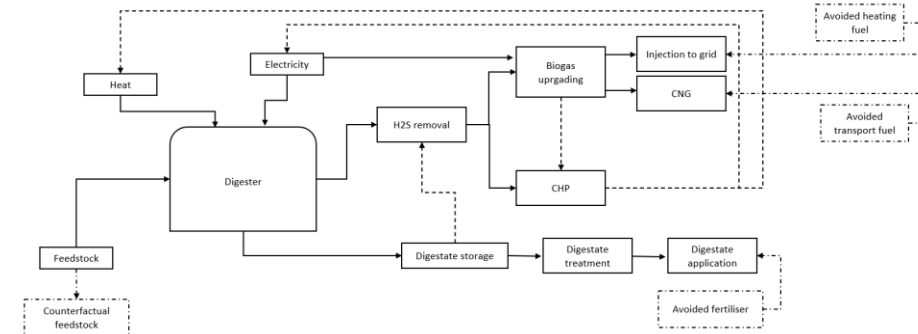 Avoided heating
fuel
Electricity
Injection to grid
Biogas
uprgading
Heat
CNG
H2S removal
Avoided
transport fuel
Digester
CHP
Feedstock
Digestate storage
Digestate
treatment
Digestate
application
Counterfactual
feedstock
Avoided fertiliser